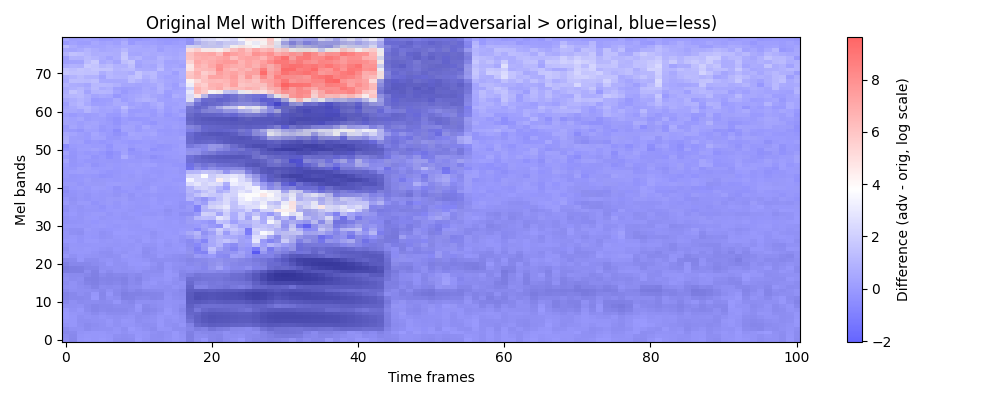 Original Mel with Differences (red=adversarial > original, blue=less)
Mel bands
70
60
50
40
30
20
10
0
0 20 40 60 80 100
Time frames
8
6
4
2
0
−2
Difference (adv - orig, log scale)